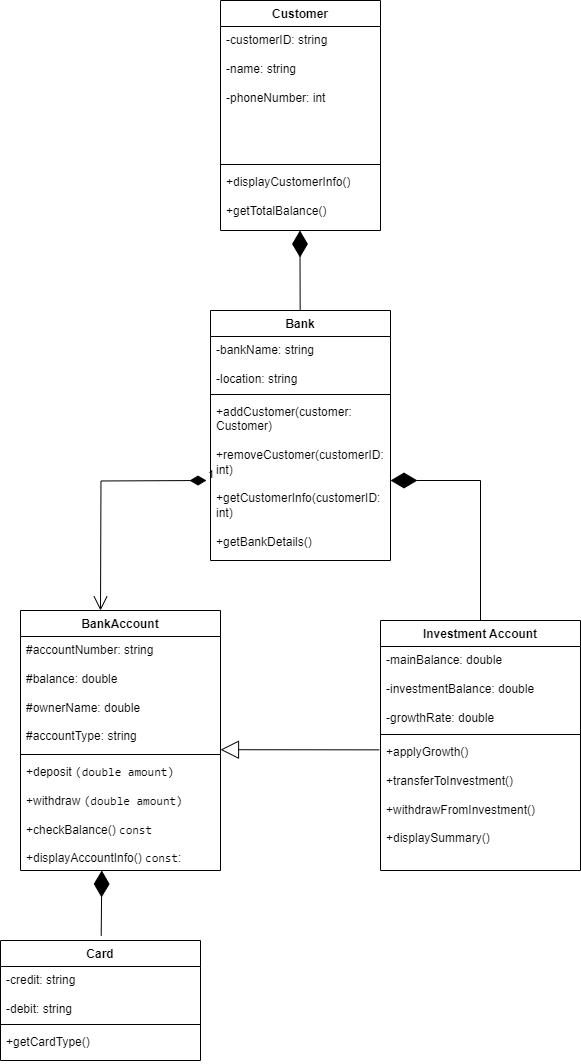 Customer
-customerID: string
-name: string
-phoneNumber: int
+displayCustomerInfo()
+getTotalBalance()
Bank
-bankName: string
-location: string
+addCustomer(customer:
Customer)
+removeCustomer(customerID:
int)
1
+getCustomerInfo(customerID:
int)
+getBankDetails()
BankAccount
#accountNumber: string
#balance: double
#ownerName: double
#accountType: string
+deposit (double amount)
+withdraw (double amount)
+checkBalance() const
+displayAccountInfo() const:
Investment Account
-mainBalance: double
-investmentBalance: double
-growthRate: double
+applyGrowth()
+transferToInvestment()
+withdrawFromInvestment()
+displaySummary()
Card
-credit: string
-debit: string
+getCardType()